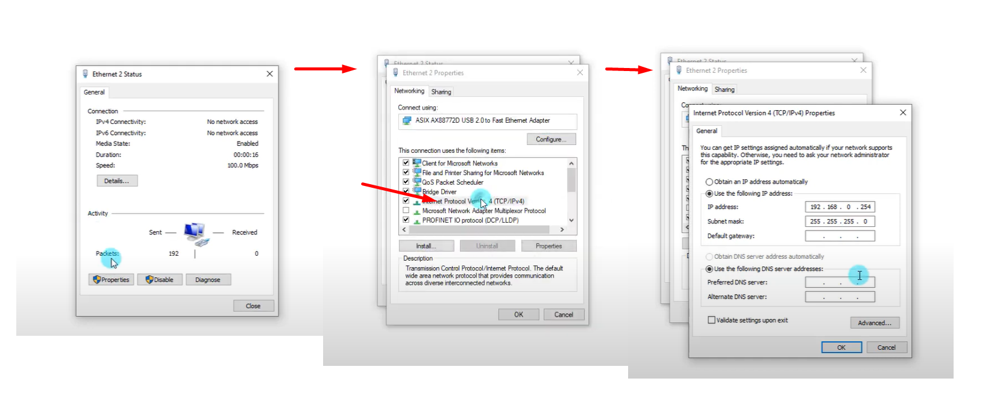 Ethernet 2 Status
General
Connection
IPv4 Connectivity: No network access
IPv6 Connectivity: No network access
Media State: Enabled
Duration: 00:00:16
Speed: 100.0 Mbps
Details...
Activity
Sent Received
Packets: 192 0
Properties Disable Diagnose
Close
Ethernet 2 Status
Ethernet 2 Properties
Networking Sharing
Connect using:
ASIX AX88772D USB 2.0 to Fast Ethernet Adapter
Configure...
This connection uses the following items:
Client for Microsoft Networks
File and Printer Sharing for Microsoft Networks
QoS Packet Scheduler
Bridge Driver
Internet Protocol Version 4 (TCP/IPv4)
Microsoft Network Adapter Multiplexor Protocol
PROFINET IO protocol (DCP/LLDP)
Install... Uninstall Properties
Description
Transmission Control Protocol/Internet Protocol. The default
wide area network protocol that provides communication
across diverse interconnected networks.
OK Cancel
Ethernet 2 Status
Ethernet 2 Properties
Networking Sharing
Internet Protocol Version 4 (TCP/IPv4) Properties
General
You can get IP settings assigned automatically if your network supports
this capability. Otherwise, you need to ask your network administrator
for the appropriate IP settings.
Obtain an IP address automatically
Use the following IP address:
IP address: 192 . 168 . 0 . 254
Subnet mask: 255 . 255 . 255 . 0
Default gateway: . . .
Obtain DNS server address automatically
Use the following DNS server addresses:
Preferred DNS server: . . .
Alternate DNS server: . . .
Validate settings upon exit
Advanced...
OK Cancel